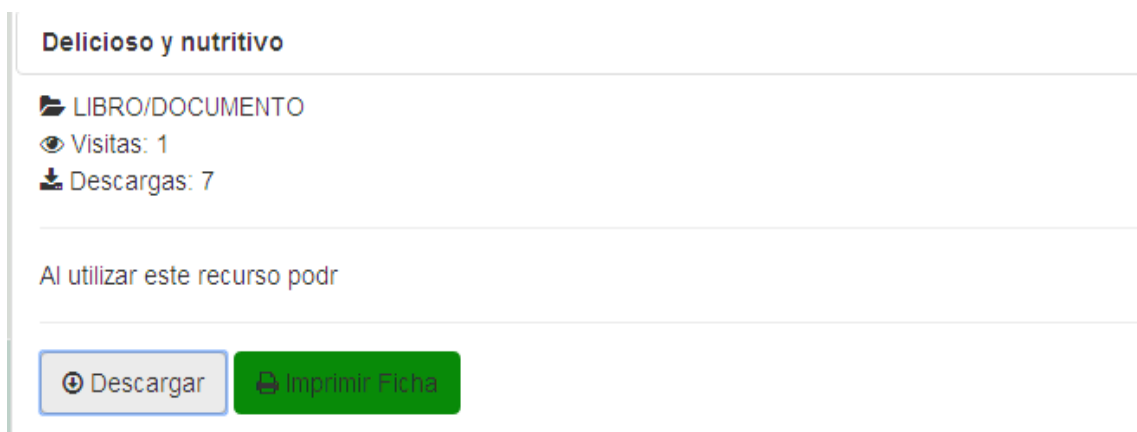 Delicioso y nutritivo
LIBRO/DOCUMENTO
Visitas: 1
Descargas: 7
Al utilizar este recurso podr
Descargar
Imprimir Ficha